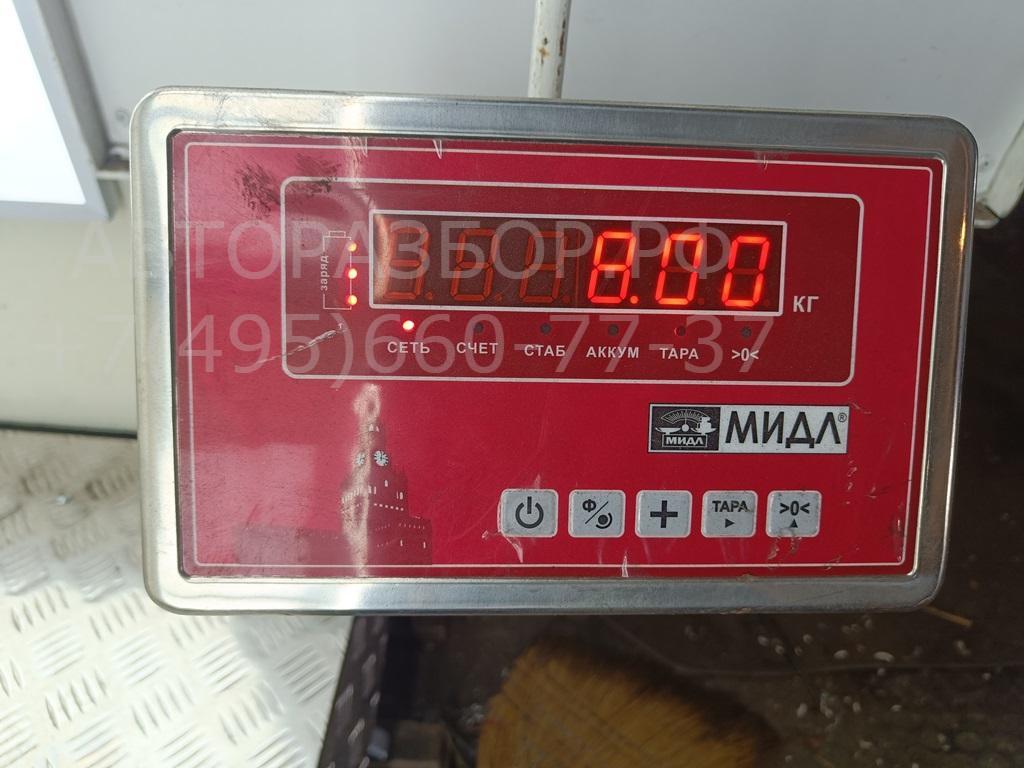 АВТОРАЗБОР.РФ
+7(495)660-77-37
заряд
8.00
КГ
СЕТЬ СЧЕТ СТАБ АККУМ ТАРА >0<
МИДЛ МИДЛ®
Ф ТАРА >0<